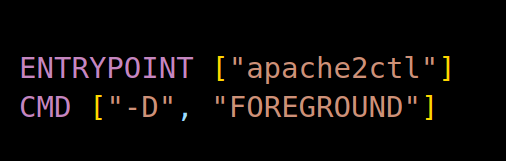 ENTRYPOINT ["apache2ctl"]
CMD ["-D", "FOREGROUND"]